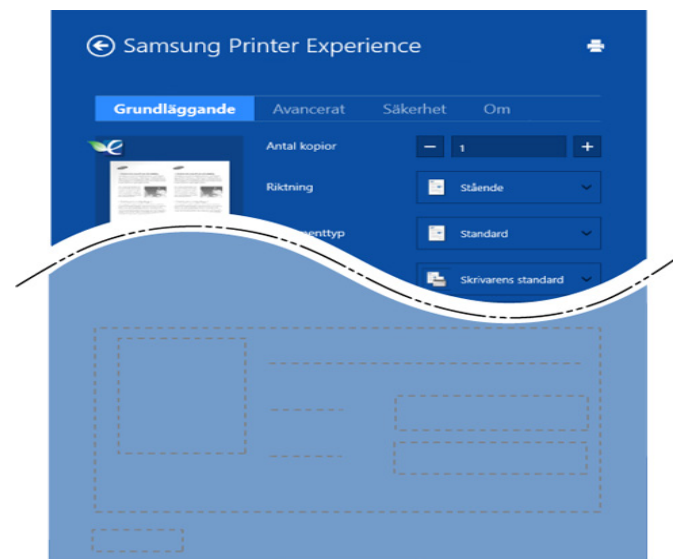 Samsung Printer Experience
Grundläggande Avancerat Säkerhet Om
Antal kopior 1
Riktning Stående
Standard
Skrivarens standard